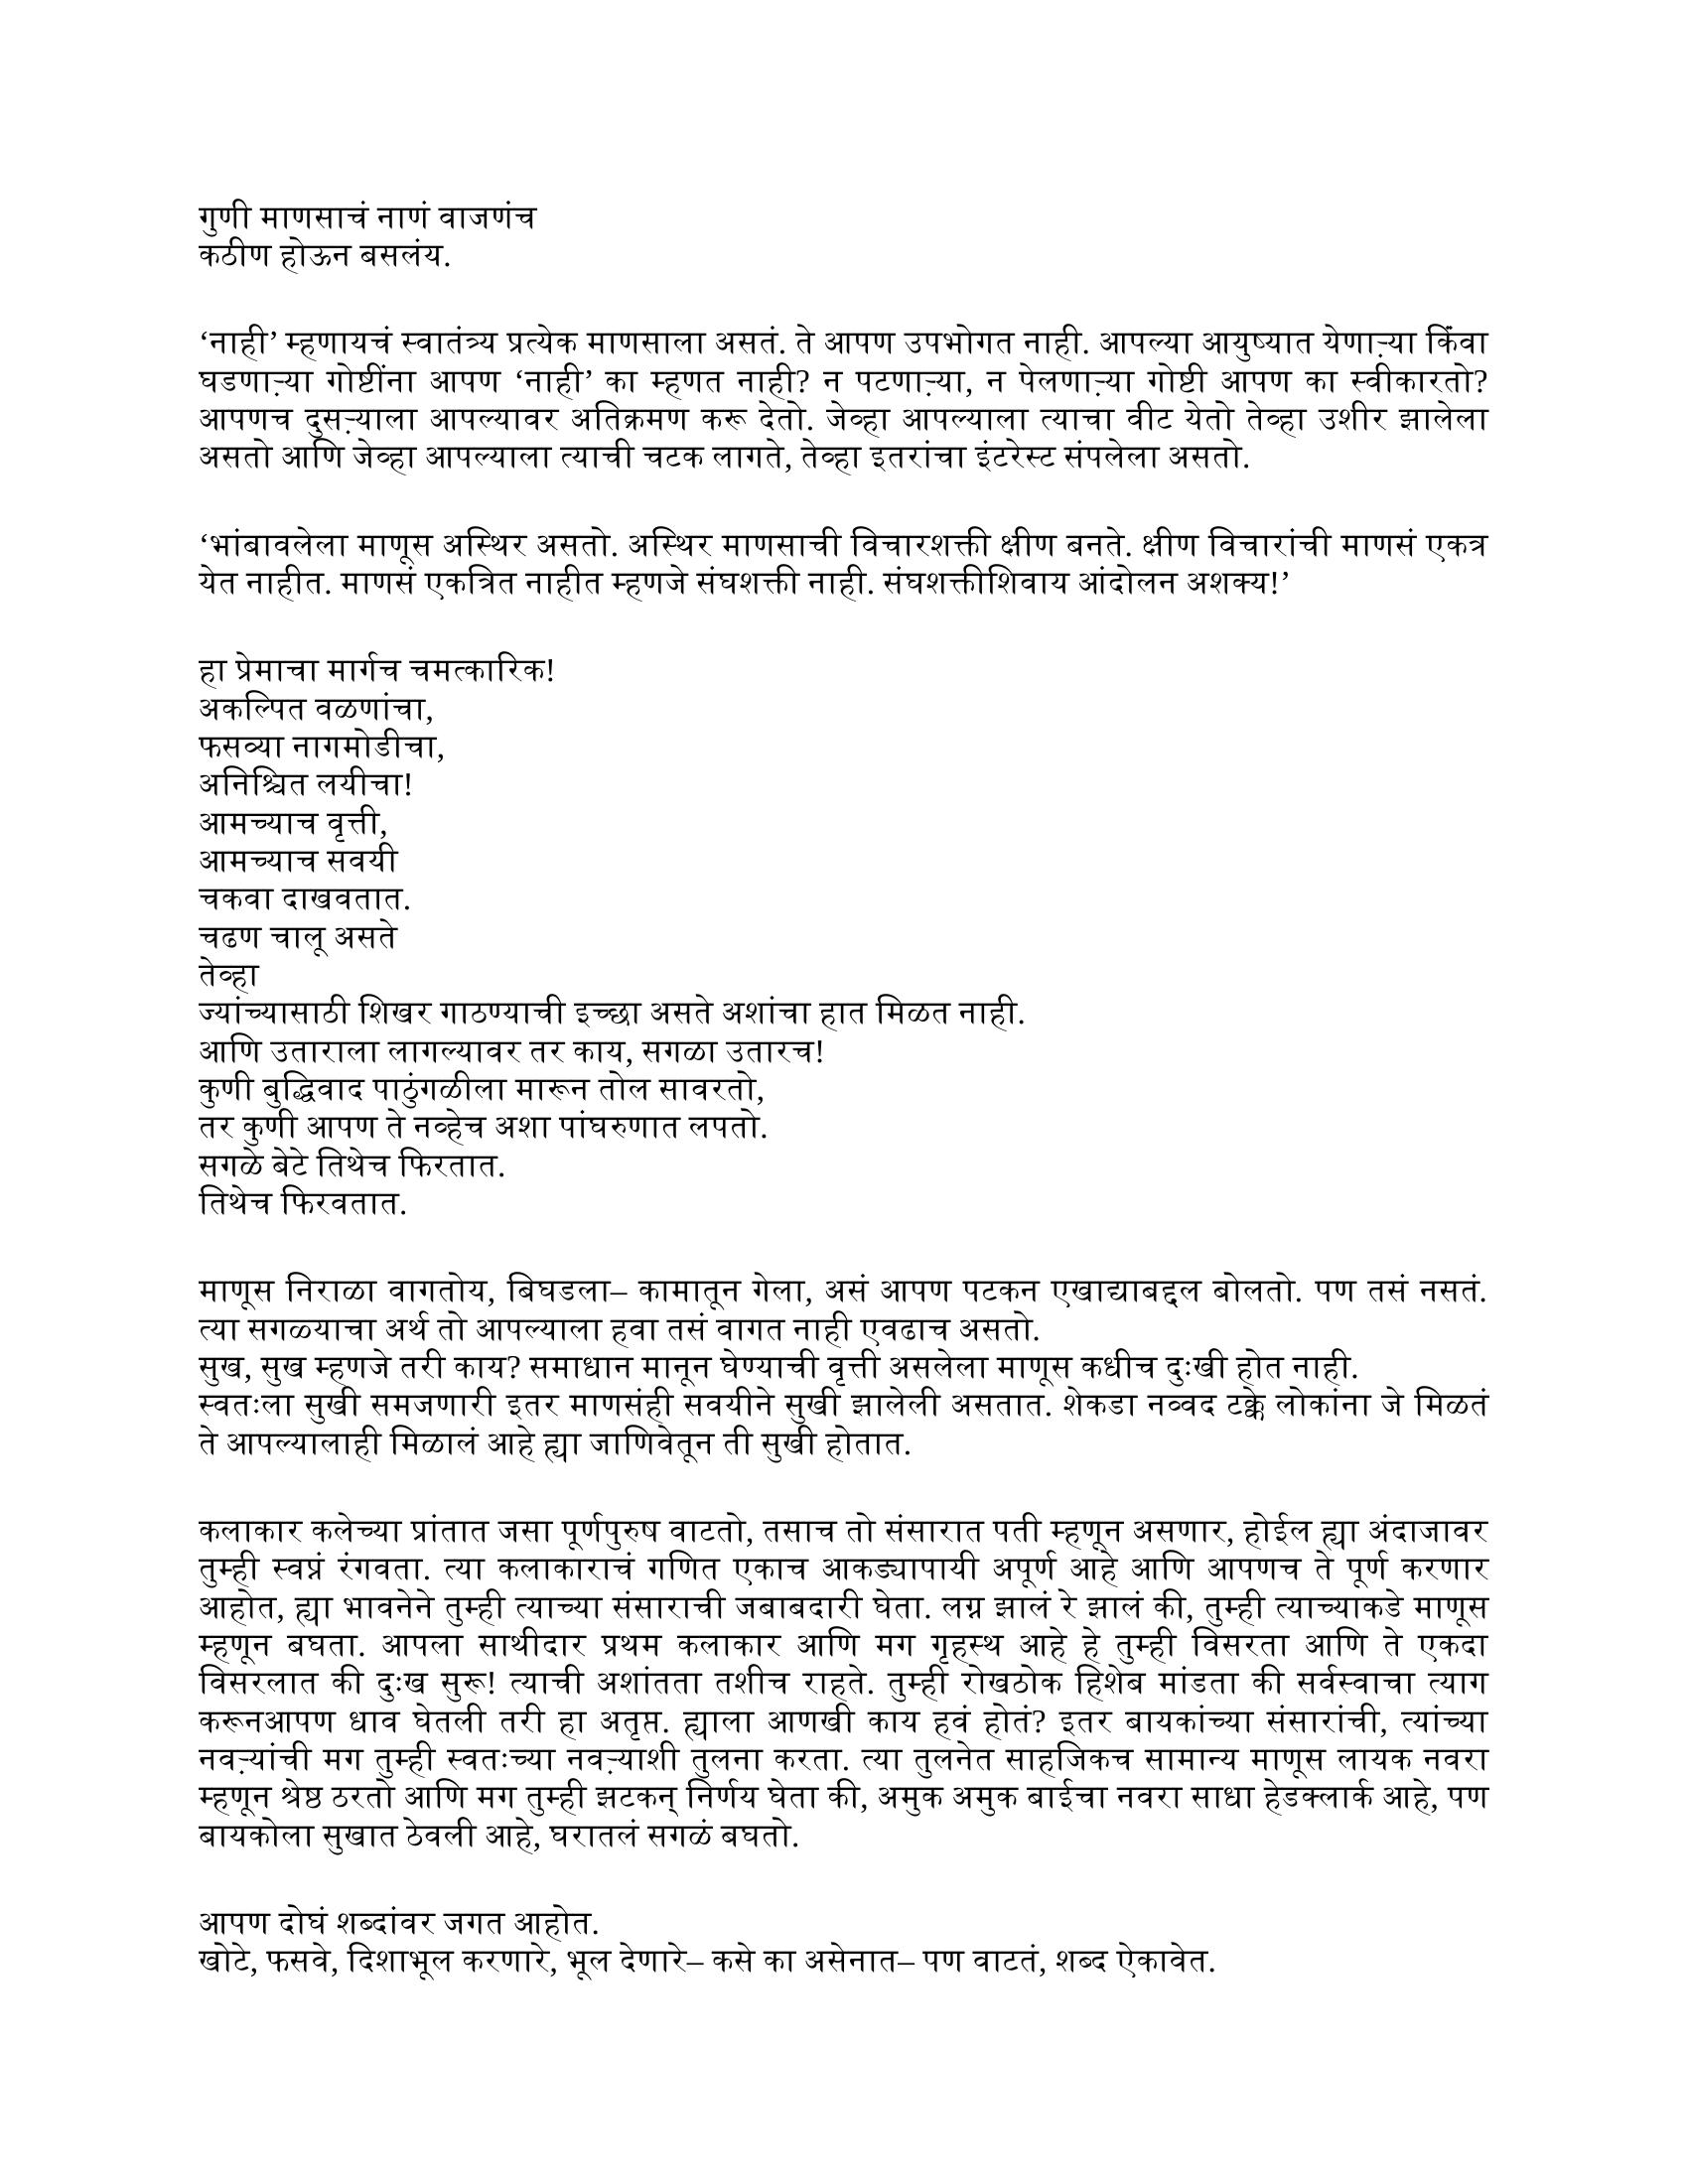 गुणी माणसाचं नाणं वाजणंच
कठीण होऊन बसलंय.
‘नाही’ म्हणायचं स्वातंत्र्य प्रत्येक माणसाला असतं. ते आपण उपभोगत नाही. आपल्या आयुष्यात येणाऱ्या किंवा
घडणाऱ्या गोष्टींना आपण ‘नाही’ का म्हणत नाही? न पटणाऱ्या, न पेलणाऱ्या गोष्टी आपण का स्वीकारतो?
आपणच दुसऱ्याला आपल्यावर अतिक्रमण करू देतो. जेव्हा आपल्याला त्याचा वीट येतो तेव्हा उशीर झालेला
असतो आणि जेव्हा आपल्याला त्याची चटक लागते, तेव्हा इतरांचा इंटरेस्ट संपलेला असतो.
‘भांबावलेला माणूस अस्थिर असतो. अस्थिर माणसाची विचारशक्ती क्षीण बनते. क्षीण विचारांची माणसं एकत्र
येत नाहीत. माणसं एकत्रित नाहीत म्हणजे संघशक्ती नाही. संघशक्तीशिवाय आंदोलन अशक्य!’
हा प्रेमाचा मार्गच चमत्कारिक!
अकल्पित वळणांचा,
फसव्या नागमोडीचा,
अनिश्चित लयीचा!
आमच्याच वृत्ती,
आमच्याच सवयी
चकवा दाखवतात.
चढण चालू असते
तेव्हा
ज्यांच्यासाठी शिखर गाठण्याची इच्छा असते अशांचा हात मिळत नाही.
आणि उताराला लागल्यावर तर काय, सगळा उतारच!
कुणी बुद्धिवाद पाठुंगळीला मारून तोल सावरतो,
तर कुणी आपण ते नव्हेच अशा पांघरुणात लपतो.
सगळे बेटे तिथेच फिरतात.
तिथेच फिरवतात.
माणूस निराळा वागतोय, बिघडला– कामातून गेला, असं आपण पटकन एखाद्याबद्दल बोलतो. पण तसं नसतं.
त्या सगळ्याचा अर्थ तो आपल्याला हवा तसं वागत नाही एवढाच असतो.
सुख, सुख म्हणजे तरी काय? समाधान मानून घेण्याची वृत्ती असलेला माणूस कधीच दुःखी होत नाही.
स्वतःला सुखी समजणारी इतर माणसंही सवयीने सुखी झालेली असतात. शेकडा नव्वद टक्के लोकांना जे मिळतं
ते आपल्यालाही मिळालं आहे ह्या जाणिवेतून ती सुखी होतात.
कलाकार कलेच्या प्रांतात जसा पूर्णपुरुष वाटतो, तसाच तो संसारात पती म्हणून असणार, होईल ह्या अंदाजावर
तुम्ही स्वप्नं रंगवता. त्या कलाकाराचं गणित एकाच आकड्यापायी अपूर्ण आहे आणि आपणच ते पूर्ण करणार
आहोत, ह्या भावनेने तुम्ही त्याच्या संसाराची जबाबदारी घेता. लग्न झालं रे झालं की, तुम्ही त्याच्याकडे माणूस
म्हणून बघता. आपला साथीदार प्रथम कलाकार आणि मग गृहस्थ आहे हे तुम्ही विसरता आणि ते एकदा
विसरलात की दुःख सुरू! त्याची अशांतता तशीच राहते. तुम्ही रोखठोक हिशेब मांडता की सर्वस्वाचा त्याग
करूनआपण धाव घेतली तरी हा अतृप्त. ह्याला आणखी काय हवं होतं? इतर बायकांच्या संसारांची, त्यांच्या
नवऱ्यांची मग तुम्ही स्वतःच्या नवऱ्याशी तुलना करता. त्या तुलनेत साहजिकच सामान्य माणूस लायक नवरा
म्हणून श्रेष्ठ ठरतो आणि मग तुम्ही झटकन् निर्णय घेता की, अमुक अमुक बाईचा नवरा साधा हेडक्लार्क आहे, पण
बायकोला सुखात ठेवली आहे, घरातलं सगळं बघतो.
आपण दोघं शब्दांवर जगत आहोत.
खोटे, फसवे, दिशाभूल करणारे, भूल देणारे– कसे का असेनात– पण वाटतं, शब्द ऐकावेत.